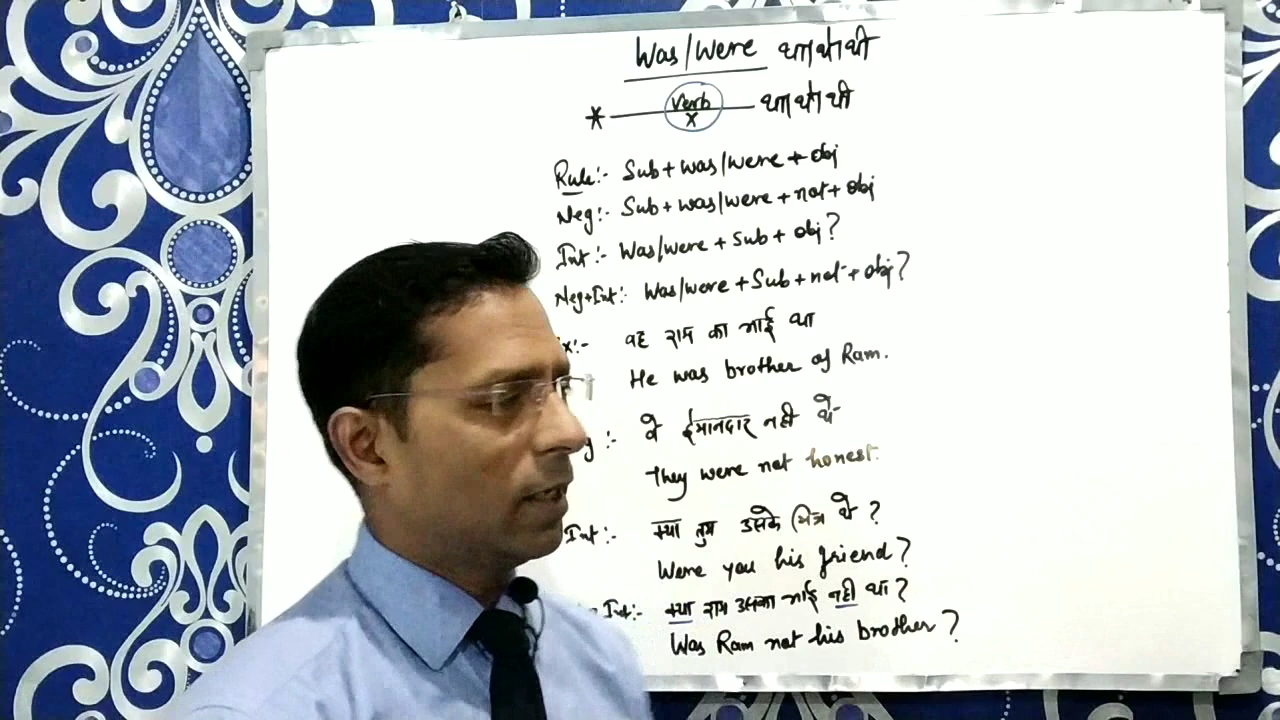 Was/Were था/थे/थी
* Verb x था/थे/थी
Rule:- Sub+was/were+obj
Neg:- Sub+was/were+not+obj
Int:- Was/were+Sub+obj?
Neg+Int:- Was/were+Sub+not+obj?
x:- वह राम का भाई था
He was brother of Ram.
g:- वे ईमानदार नही थे
They were not honest.
Int:- क्या तुम उसके मित्र थे?
Were you his friend?
Int:- क्या राम उसका भाई नही था?
Was Ram not his brother?